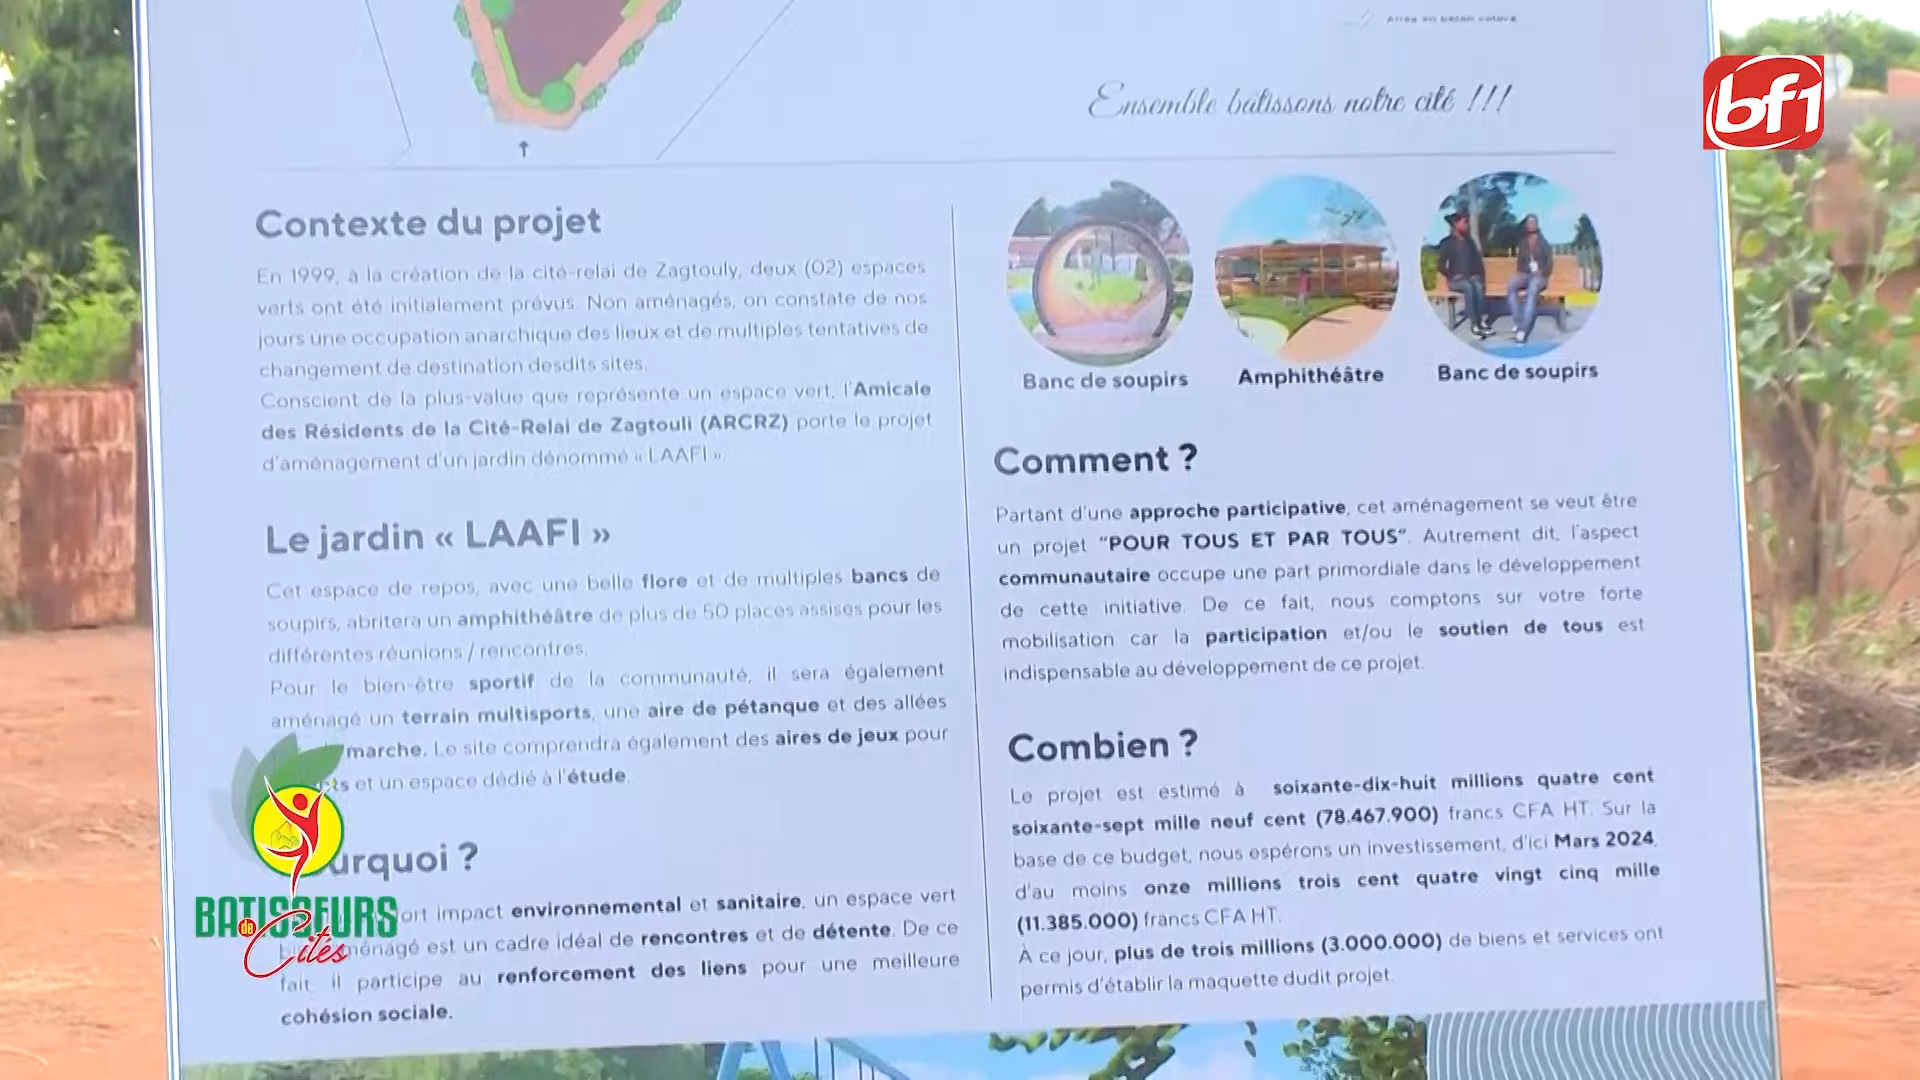 Allée en béton coloré
Ensemble bâtissons notre cité !!!
bf1
Contexte du projet
En 1999, à la création de la cité-relai de Zagtouly, deux (02) espaces
verts ont été initialement prévus. Non aménagés, on constate de nos
jours une occupation anarchique des lieux et de multiples tentatives de
changement de destination desdits sites.
Conscient de la plus-value que représente un espace vert, l'Amicale
des Résidents de la Cité-Relai de Zagtouli (ARCRZ) porte le projet
d'aménagement d'un jardin dénommé « LAAFI ».
Le jardin « LAAFI »
Cet espace de repos, avec une belle flore et de multiples bancs de
soupirs, abritera un amphithéâtre de plus de 50 places assises pour les
différentes réunions / rencontres.
Pour le bien-être sportif de la communauté, il sera également
aménagé un terrain multisports, une aire de pétanque et des allées
marche. Le site comprendra également des aires de jeux pour
ts et un espace dédié à l'étude.
urquoi ?
ort impact environnemental et sanitaire, un espace vert
ménagé est un cadre idéal de rencontres et de détente. De ce
fait, il participe au renforcement des liens pour une meilleure
cohésion sociale.
Banc de soupirs
Amphithéâtre
Banc de soupirs
Comment ?
Partant d'une approche participative, cet aménagement se veut être
un projet “POUR TOUS ET PAR TOUS”. Autrement dit, l'aspect
communautaire occupe une part primordiale dans le développement
de cette initiative. De ce fait, nous comptons sur votre forte
mobilisation car la participation et/ou le soutien de tous est
indispensable au développement de ce projet.
Combien ?
Le projet est estimé à soixante-dix-huit millions quatre cent
soixante-sept mille neuf cent (78.467.900) francs CFA HT. Sur la
base de ce budget, nous espérons un investissement, d'ici Mars 2024,
d'au moins onze millions trois cent quatre vingt cinq mille
(11.385.000) francs CFA HT.
À ce jour, plus de trois millions (3.000.000) de biens et services ont
permis d'établir la maquette dudit projet.
BATISSEURS
de
Cités